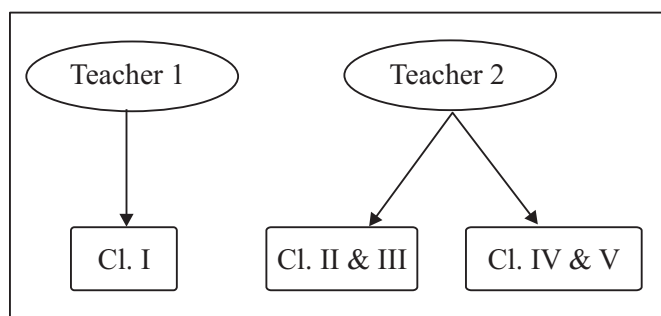 Teacher 1
Teacher 2
Cl. I
Cl. II & III
Cl. IV & V